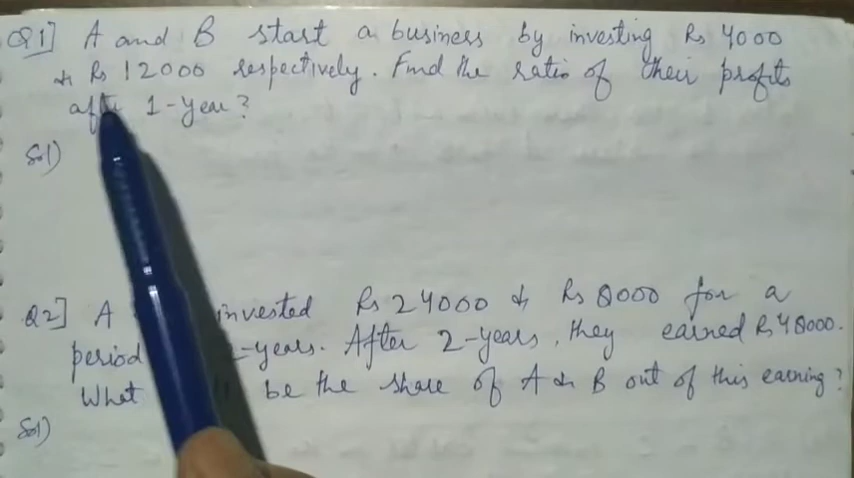 Q1] A and B start a business by investing Rs 4000
& Rs 12000 respectively. Find the ratio of their profits
after 1-year?
Sol)
Q2] A invested Rs 24000 & Rs 8000 for a
period 2-years. After 2-years, they earned Rs 48000.
What be the share of A & B out of this earning?
Sol)